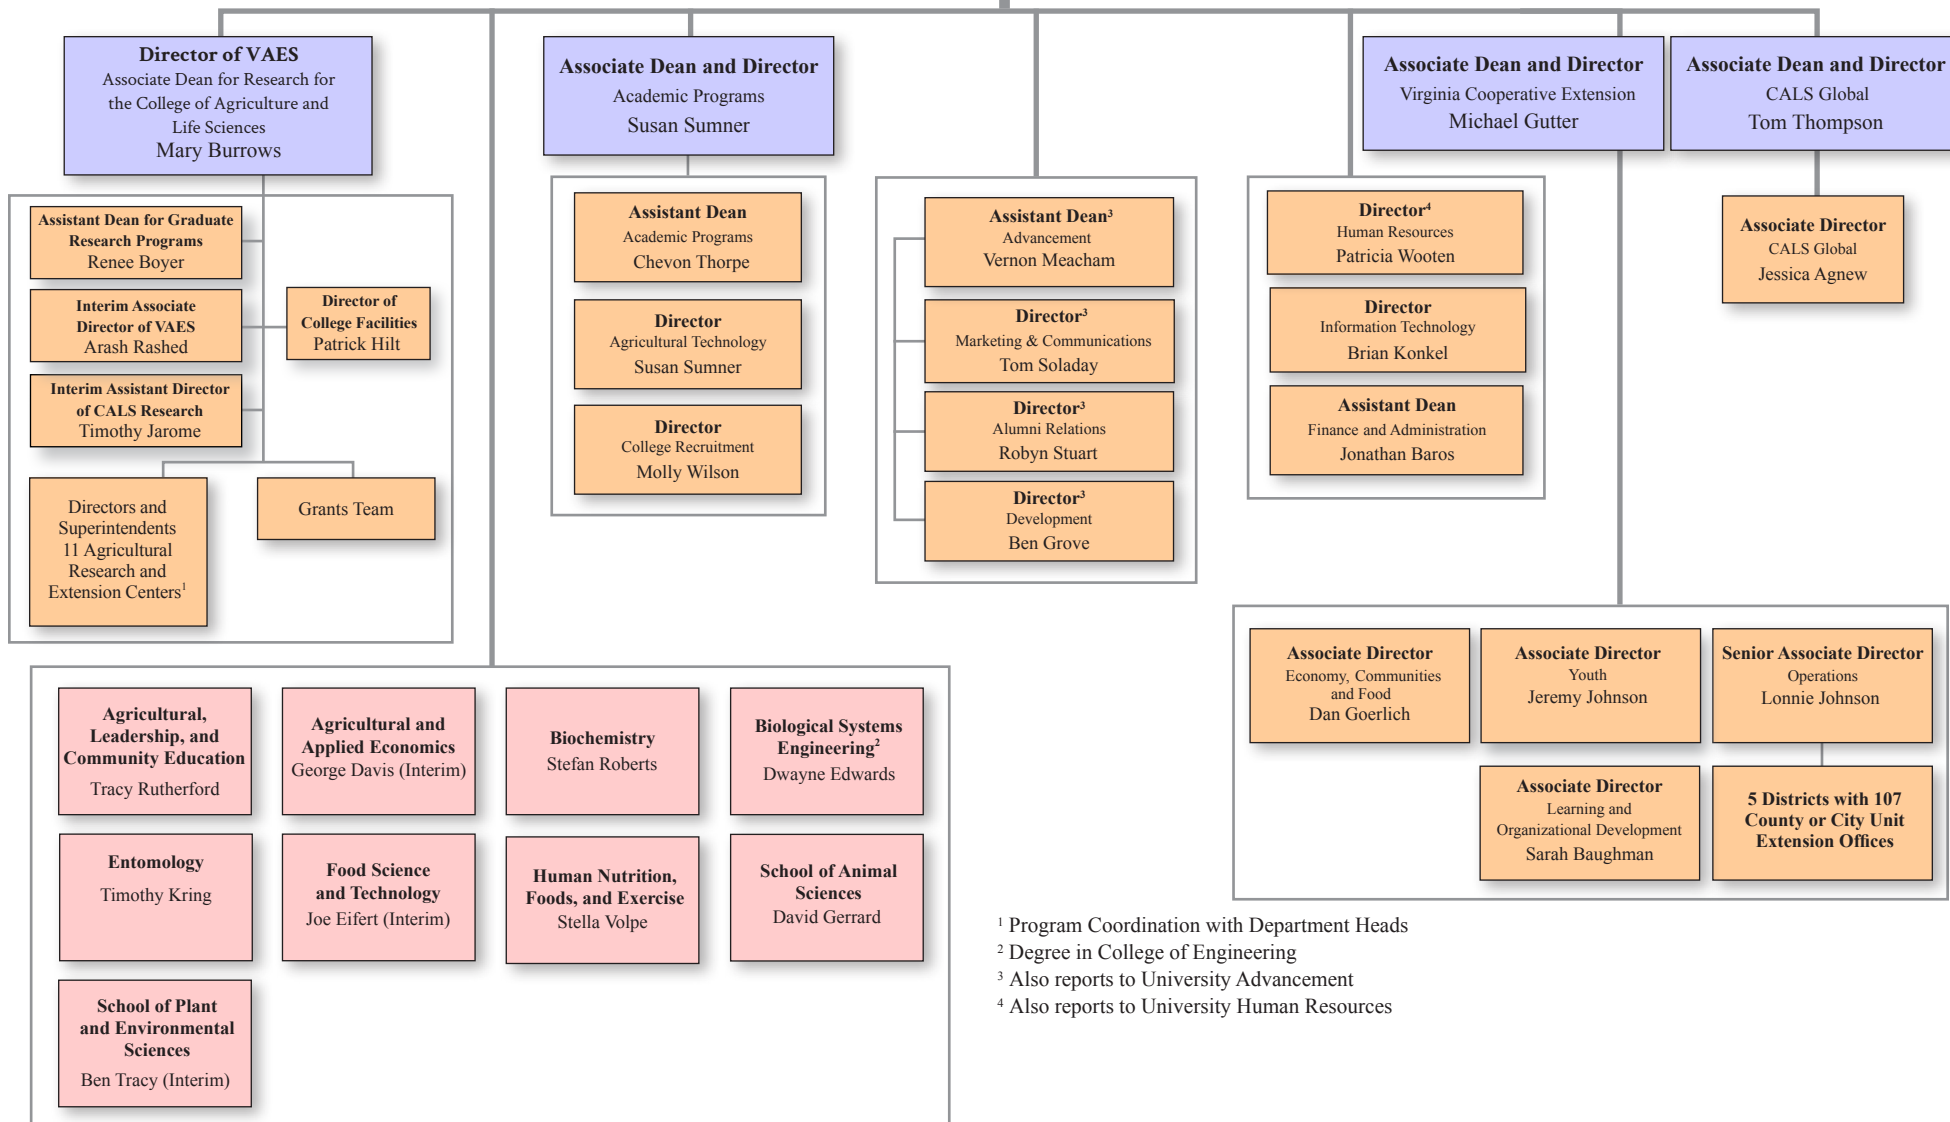 Director of VAES
Associate Dean for Research for
the College of Agriculture and
Life Sciences
Mary Burrows
Associate Dean and Director
Academic Programs
Susan Sumner
Associate Dean and Director
Virginia Cooperative Extension
Michael Gutter
Associate Dean and Director
CALS Global
Tom Thompson
Assistant Dean for Graduate
Research Programs
Renee Boyer
Interim Associate
Director of VAES
Arash Rashed
Director of
College Facilities
Patrick Hilt
Interim Assistant Director
of CALS Research
Timothy Jarome
Directors and
Superintendents
11 Agricultural
Research and
Extension Centers¹
Grants Team
Assistant Dean
Academic Programs
Chevon Thorpe
Director
Agricultural Technology
Susan Sumner
Director
College Recruitment
Molly Wilson
Assistant Dean³
Advancement
Vernon Meacham
Director³
Marketing & Communications
Tom Soladay
Director³
Alumni Relations
Robyn Stuart
Director³
Development
Ben Grove
Director⁴
Human Resources
Patricia Wooten
Director
Information Technology
Brian Konkel
Assistant Dean
Finance and Administration
Jonathan Baros
Associate Director
CALS Global
Jessica Agnew
Associate Director
Economy, Communities
and Food
Dan Goerlich
Associate Director
Youth
Jeremy Johnson
Senior Associate Director
Operations
Lonnie Johnson
Associate Director
Learning and
Organizational Development
Sarah Baughman
5 Districts with 107
County or City Unit
Extension Offices
Agricultural,
Leadership, and
Community Education
Tracy Rutherford
Agricultural and
Applied Economics
George Davis (Interim)
Biochemistry
Stefan Roberts
Biological Systems
Engineering²
Dwayne Edwards
Entomology
Timothy Kring
Food Science
and Technology
Joe Eifert (Interim)
Human Nutrition,
Foods, and Exercise
Stella Volpe
School of Animal
Sciences
David Gerrard
School of Plant
and Environmental
Sciences
Ben Tracy (Interim)
¹ Program Coordination with Department Heads
² Degree in College of Engineering
³ Also reports to University Advancement
⁴ Also reports to University Human Resources